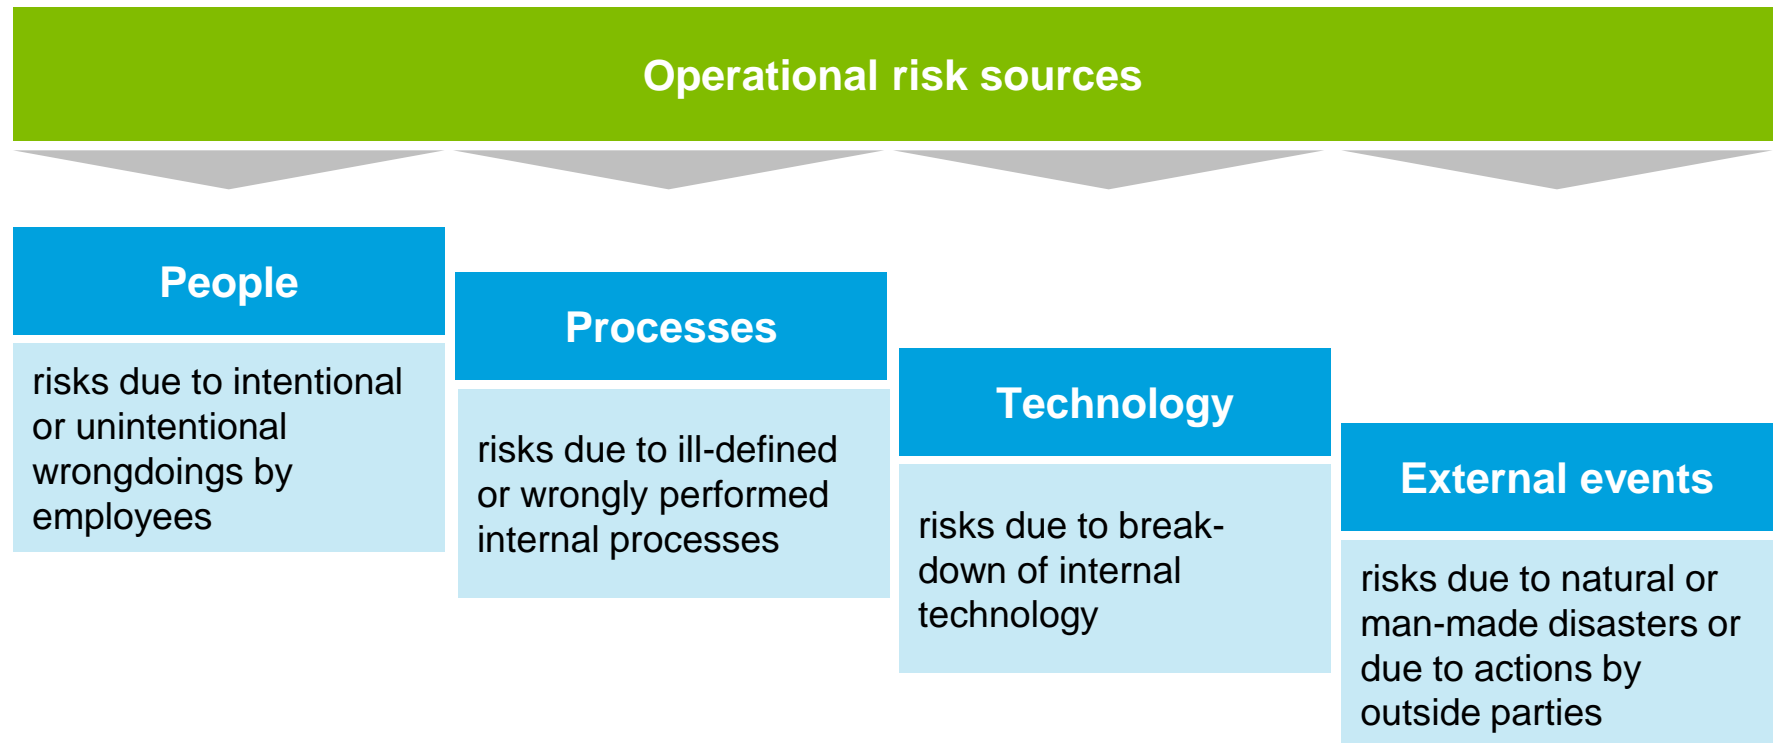 Operational risk sources
People
risks due to intentional
or unintentional
wrongdoings by
employees
Processes
risks due to ill-defined
or wrongly performed
internal processes
Technology
risks due to break-
down of internal
technology
External events
risks due to natural or
man-made disasters or
due to actions by
outside parties